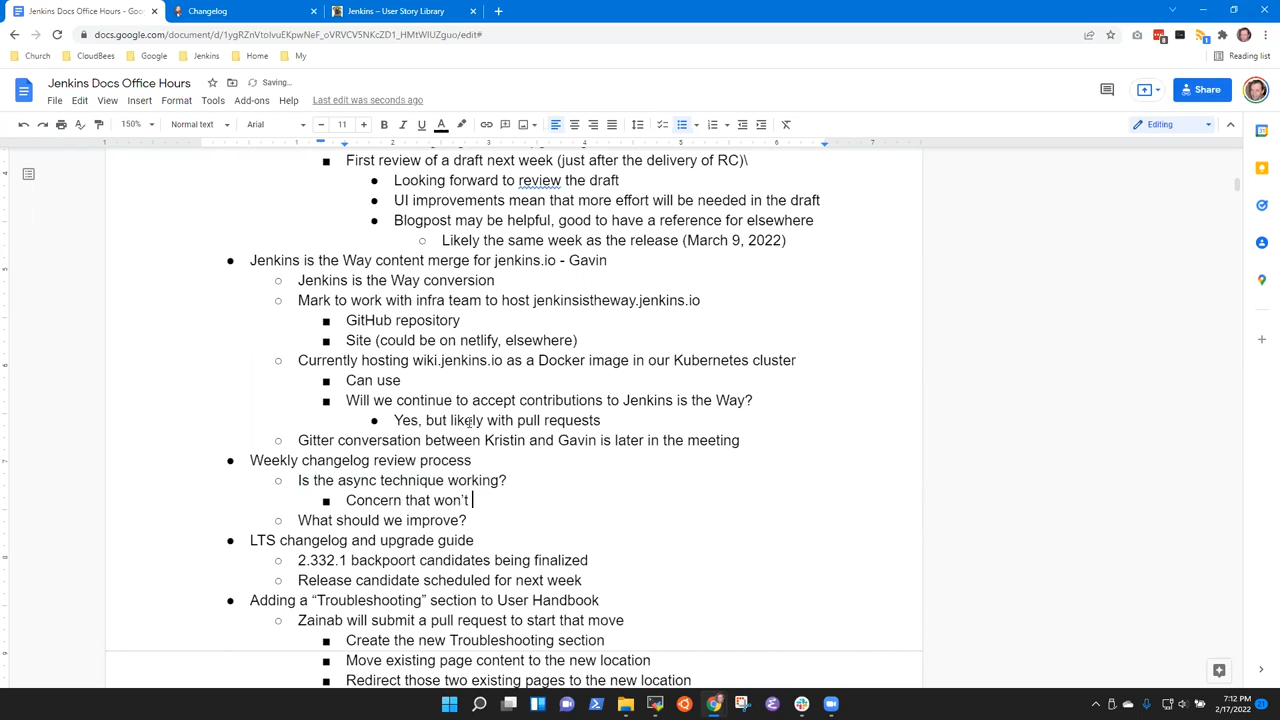 Jenkins Docs Office Hours - Goo
Changelog
Jenkins – User Story Library
docs.google.com/document/d/1ygRZnVtoIvuEKpwNeF_oVRVCV5NKcZD1_HMtWIUZguo/edit#
Church
CloudBees
Google
Jenkins
Home
My
Reading list
Jenkins Docs Office Hours
Saving...
File Edit View Insert Format Tools Add-ons Help Last edit was seconds ago
Share
150% Normal text Arial 11 Editing
1 1 2 3 4 5 6 7
First review of a draft next week (just after the delivery of RC)\
Looking forward to review the draft
UI improvements mean that more effort will be needed in the draft
Blogpost may be helpful, good to have a reference for elsewhere
Likely the same week as the release (March 9, 2022)
Jenkins is the Way content merge for jenkins.io - Gavin
Jenkins is the Way conversion
Mark to work with infra team to host jenkinsistheway.jenkins.io
GitHub repository
Site (could be on netlify, elsewhere)
Currently hosting wiki.jenkins.io as a Docker image in our Kubernetes cluster
Can use
Will we continue to accept contributions to Jenkins is the Way?
Yes, but likely with pull requests
Gitter conversation between Kristin and Gavin is later in the meeting
Weekly changelog review process
Is the async technique working?
Concern that won't
What should we improve?
LTS changelog and upgrade guide
2.332.1 backpoort candidates being finalized
Release candidate scheduled for next week
Adding a “Troubleshooting” section to User Handbook
Zainab will submit a pull request to start that move
Create the new Troubleshooting section
Move existing page content to the new location
Redirect those two existing pages to the new location
7:12 PM
2/17/2022